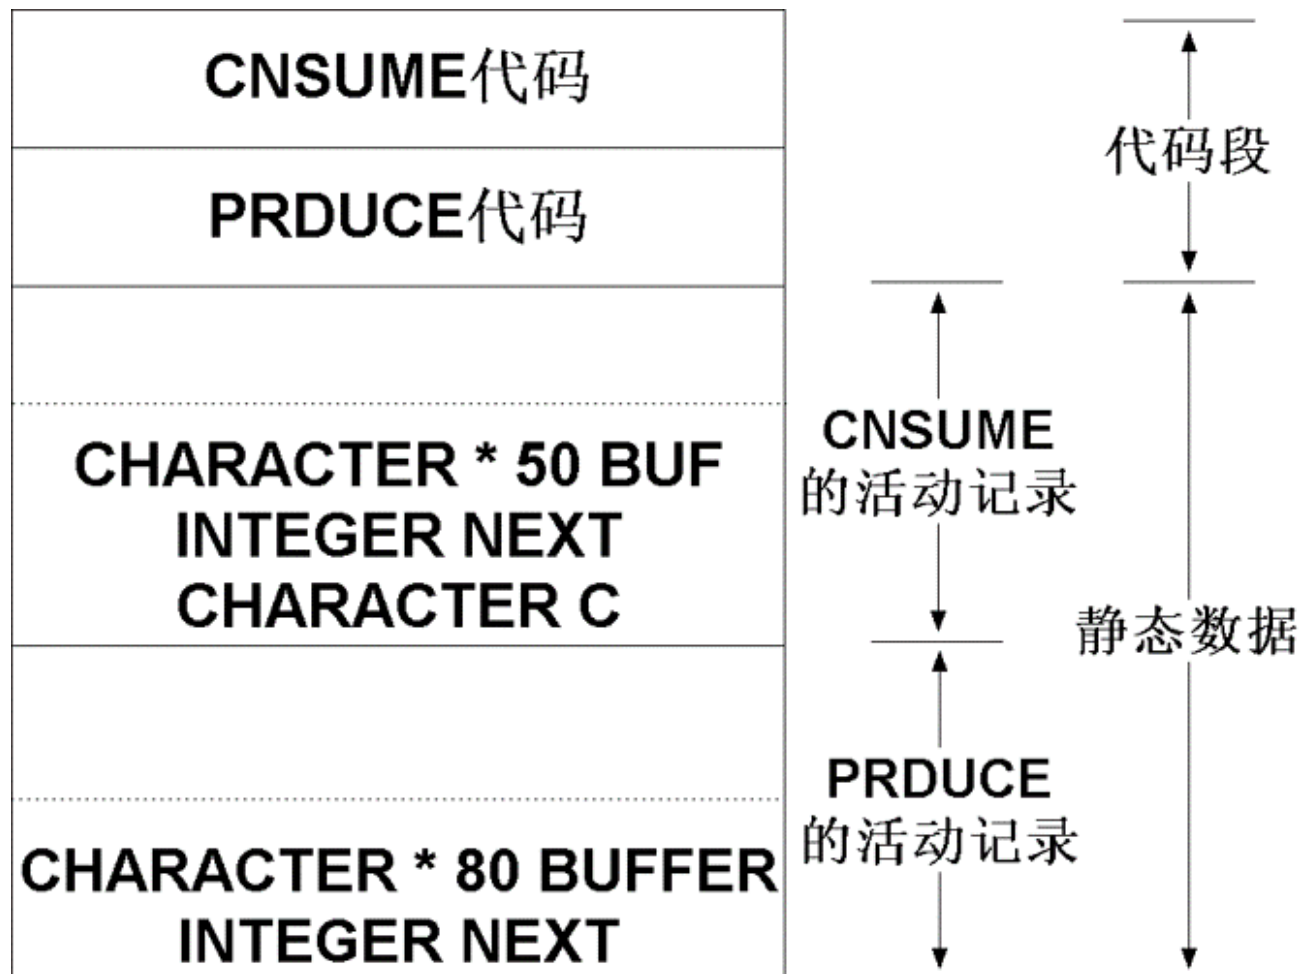 CNSUME代码
PRDUCE代码
CHARACTER * 50 BUF
INTEGER NEXT
CHARACTER C
CHARACTER * 80 BUFFER
INTEGER NEXT
CNSUME
的活动记录
PRDUCE
的活动记录
代码段
静态数据